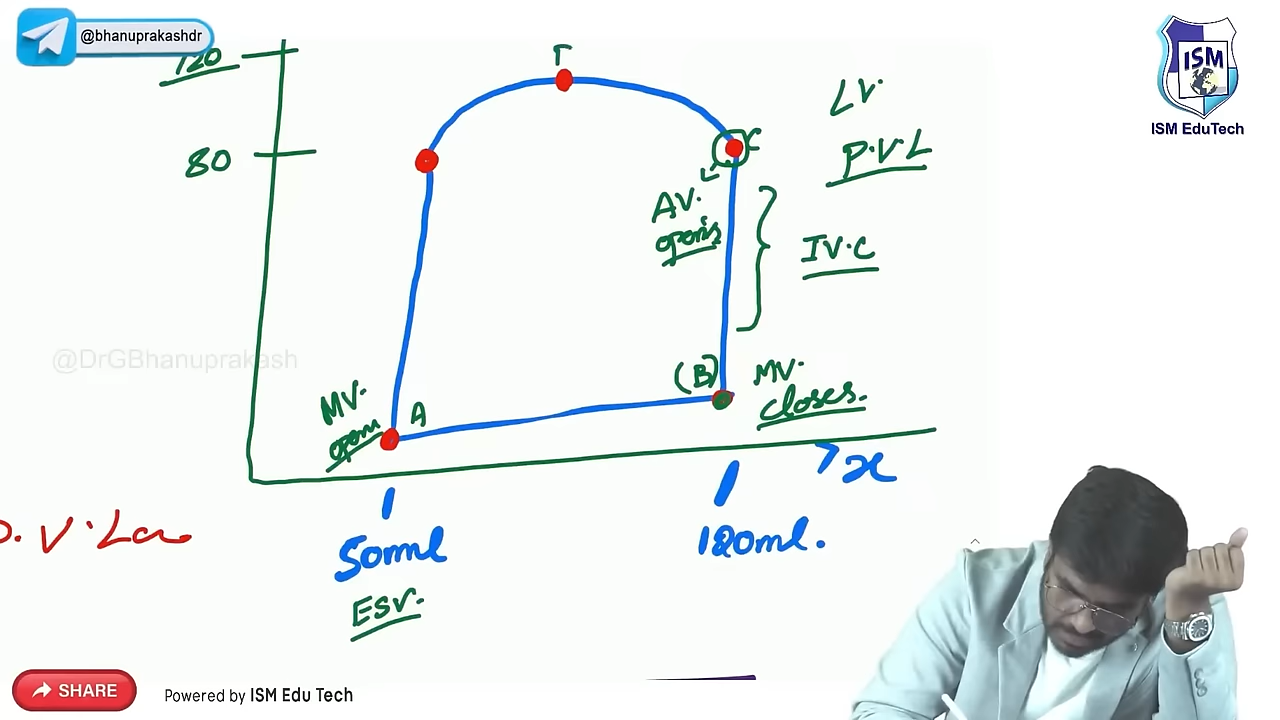 @bhanuprakashdr
120
80
LV.
P.V.L
C
AV.
opens
IV.C
ISM
ISM EduTech
@DrGBhanuprakash
MV.
A
(B)
MV.
closes.
x
50ml
120ml.
ESV.
SHARE
Powered by ISM Edu Tech